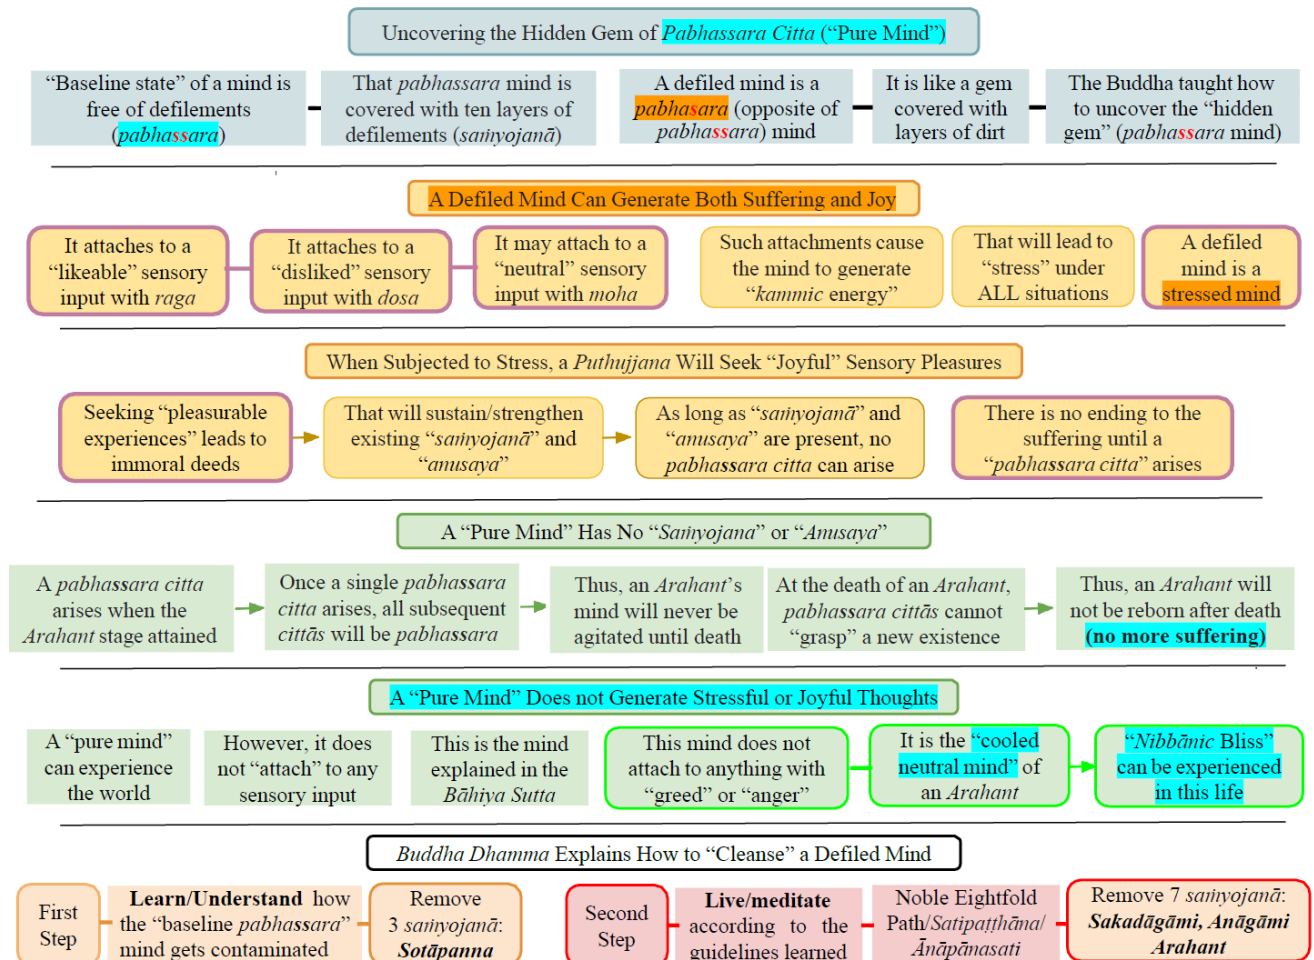 Uncovering the Hidden Gem of Pabhassara Citta (“Pure Mind”)
“Baseline state” of a mind is
free of defilements
(pabhassara)
That pabhassara mind is
covered with ten layers of
defilements (saṁyojanā)
A defiled mind is a
pabhasara (opposite of
pabhassara) mind
It is like a gem
covered with
layers of dirt
The Buddha taught how
to uncover the “hidden
gem” (pabhassara mind)
A Defiled Mind Can Generate Both Suffering and Joy
It attaches to a
“likeable” sensory
input with raga
It attaches to a
“disliked” sensory
input with dosa
It may attach to a
“neutral” sensory
input with moha
Such attachments cause
the mind to generate
“kammic energy”
That will lead to
“stress” under
ALL situations
A defiled
mind is a
stressed mind
When Subjected to Stress, a Puthujjana Will Seek “Joyful” Sensory Pleasures
Seeking “pleasurable
experiences” leads to
immoral deeds
That will sustain/strengthen
existing “saṁyojanā” and
“anusaya”
As long as “saṁyojanā” and
“anusaya” are present, no
pabhassara citta can arise
There is no ending to the
suffering until a
“pabhassara citta” arises
A “Pure Mind” Has No “Saṁyojana” or “Anusaya”
A pabhassara citta
arises when the
Arahant stage attained
Once a single pabhassara
citta arises, all subsequent
cittās will be pabhassara
Thus, an Arahant’s
mind will never be
agitated until death
At the death of an Arahant,
pabhassara cittās cannot
“grasp” a new existence
Thus, an Arahant will
not be reborn after death
(no more suffering)
A “Pure Mind” Does not Generate Stressful or Joyful Thoughts
A “pure mind”
can experience
the world
However, it does
not “attach” to any
sensory input
This is the mind
explained in the
Bāhiya Sutta
This mind does not
attach to anything with
“greed” or “anger”
It is the “cooled
neutral mind” of
an Arahant
“Nibbānic Bliss”
can be experienced
in this life
Buddha Dhamma Explains How to “Cleanse” a Defiled Mind
First
Step
Learn/Understand how
the “baseline pabhassara”
mind gets contaminated
Remove
3 saṁyojanā:
Sotāpanna
Second
Step
Live/meditate
according to the
guidelines learned
Noble Eightfold
Path/Satipaṭṭhāna/
Ānāpānasati
Remove 7 saṁyojanā:
Sakadāgāmi, Anāgāmi
Arahant